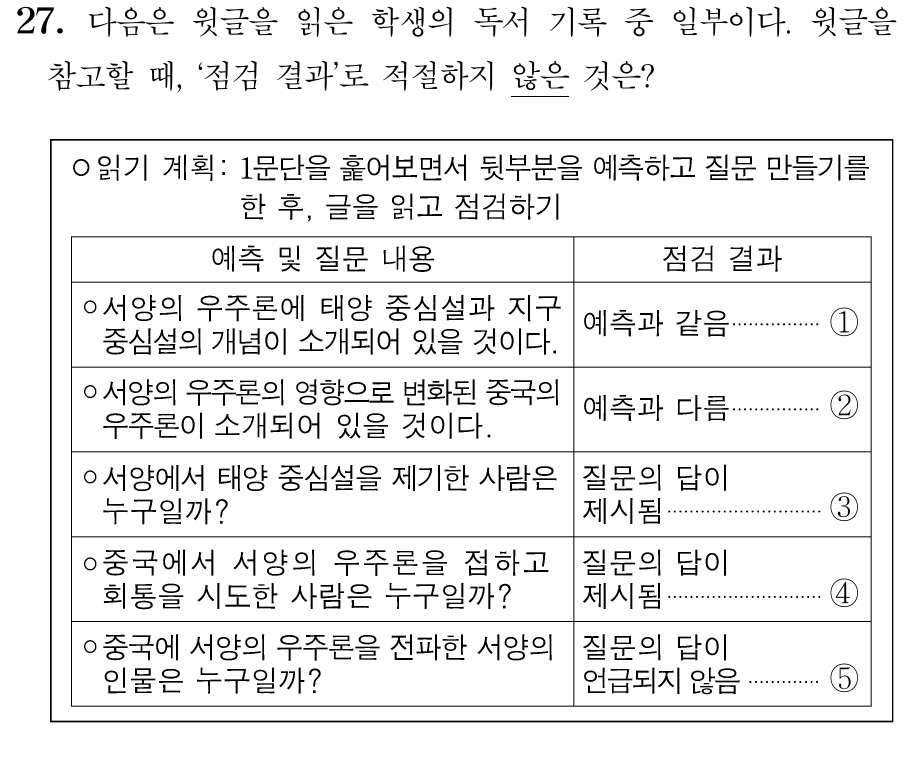 27. 다음은 윗글을 읽은 학생의 독서 기록 중 일부이다. 윗글을
참고할 때, ‘점검 결과’로 적절하지 않은 것은?
○ 읽기 계획: 1문단을 훑어보면서 뒷부분을 예측하고 질문 만들기를
한 후, 글을 읽고 점검하기
예측 및 질문 내용 점검 결과
○ 서양의 우주론에 태양 중심설과 지구
중심설의 개념이 소개되어 있을 것이다.
예측과 같음 ················ ①
○ 서양의 우주론의 영향으로 변화된 중국의
우주론이 소개되어 있을 것이다.
예측과 다름 ················ ②
○ 서양에서 태양 중심설을 제기한 사람은
누구일까?
질문의 답이
제시됨 ···························· ③
○ 중국에서 서양의 우주론을 접하고
회통을 시도한 사람은 누구일까?
질문의 답이
제시됨 ···························· ④
○ 중국에 서양의 우주론을 전파한 서양의
인물은 누구일까?
질문의 답이
언급되지 않음 ············· ⑤